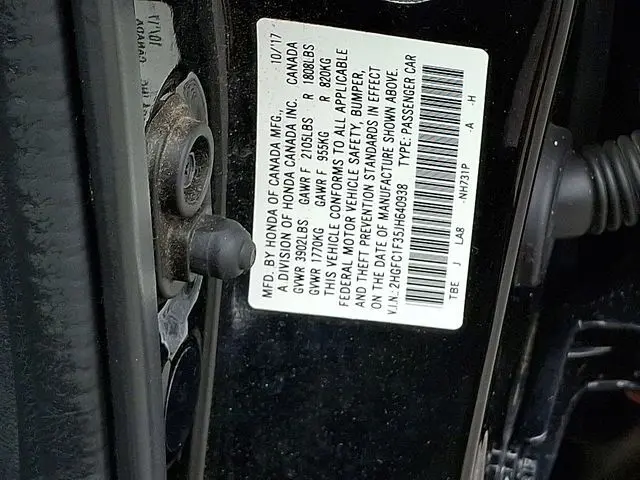 MFD. BY HONDA OF CANADA MFG. 10/17
A DIVISION OF HONDA CANADA INC. CANADA
GVWR 3902LBS GAWR F 2105LBS R 1808LBS
GVWR 1770KG GAWR F 955KG R 820KG
THIS VEHICLE CONFORMS TO ALL APPLICABLE
FEDERAL MOTOR VEHICLE SAFETY, BUMPER,
AND THEFT PREVENTION STANDARDS IN EFFECT
ON THE DATE OF MANUFACTURE SHOWN ABOVE.
V.I.N.: 2HGFC1F35JH640938 TYPE: PASSENGER CAR
TBE J LA8 -NH731P -A -H